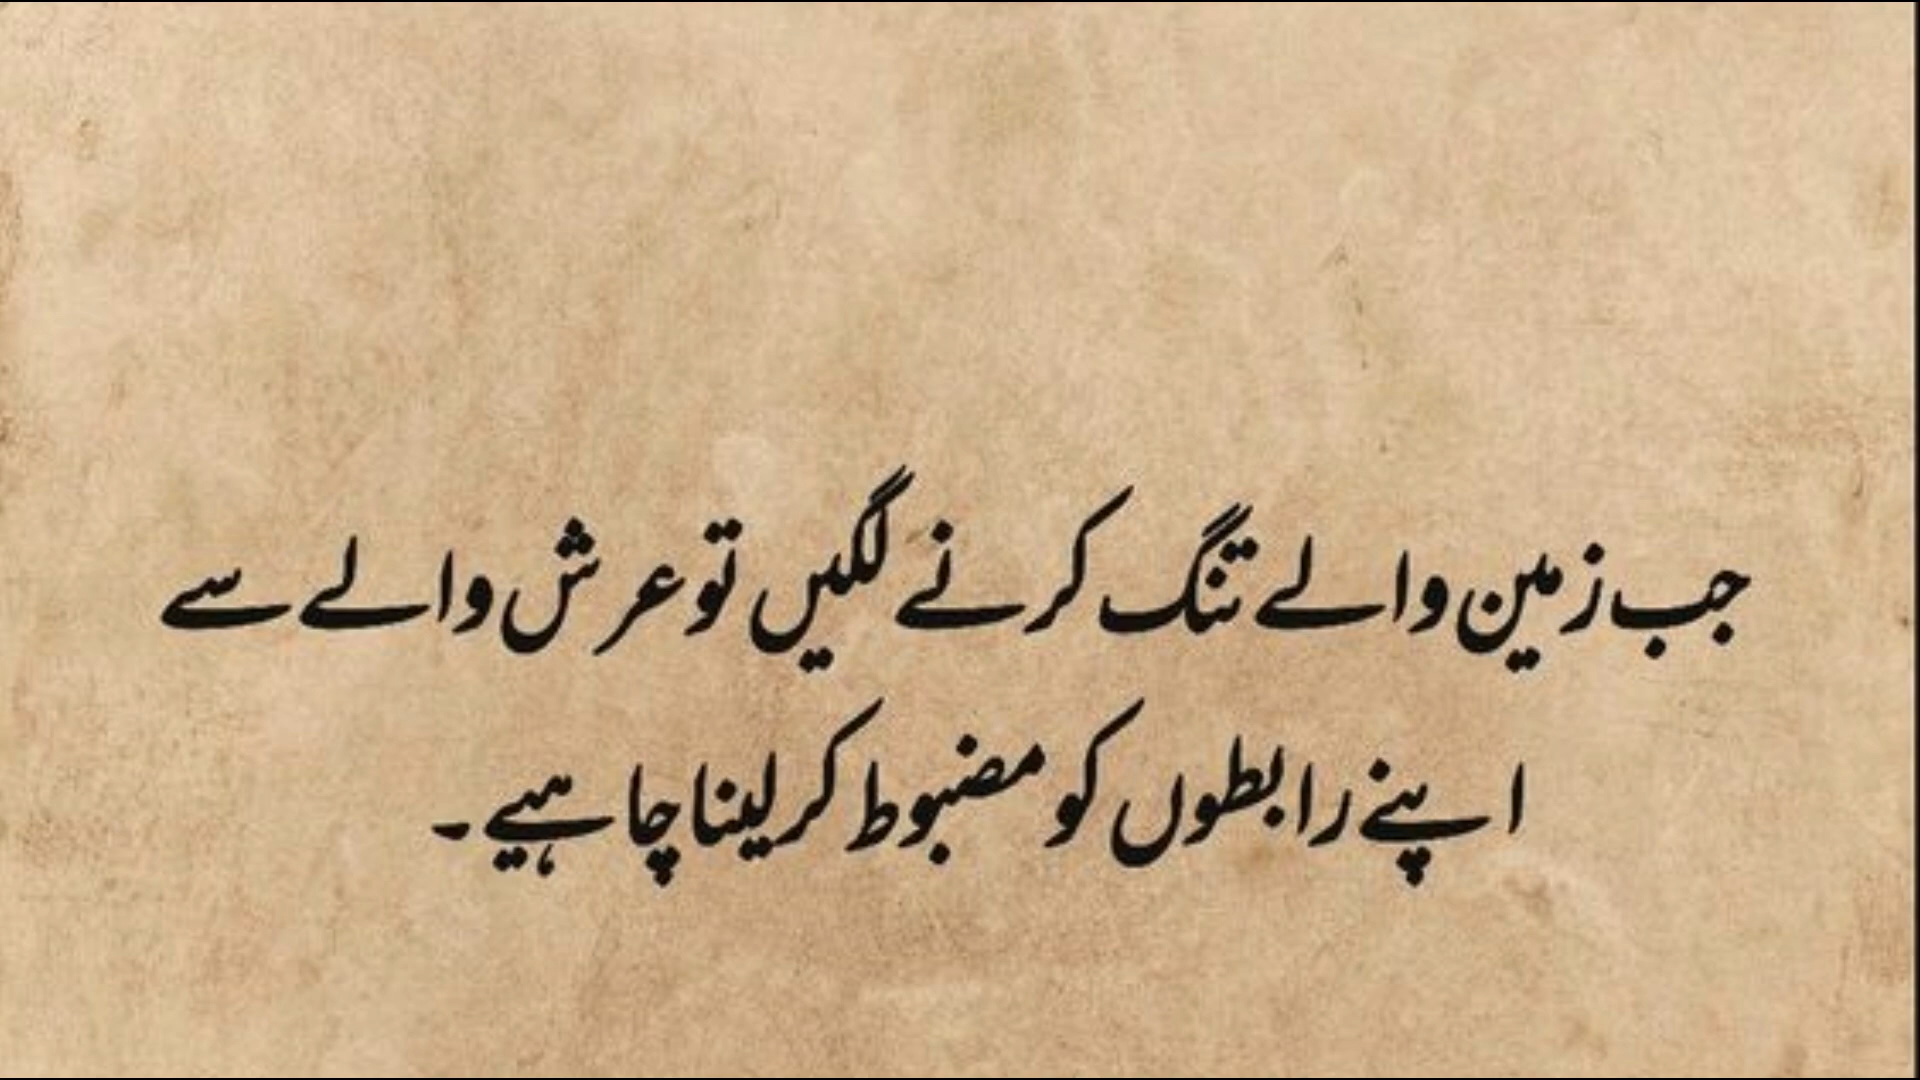 جب زمین والے تنگ کرنے لگیں تو عرش والے سے
اپنے رابطوں کو مضبوط کر لینا چاہیے۔